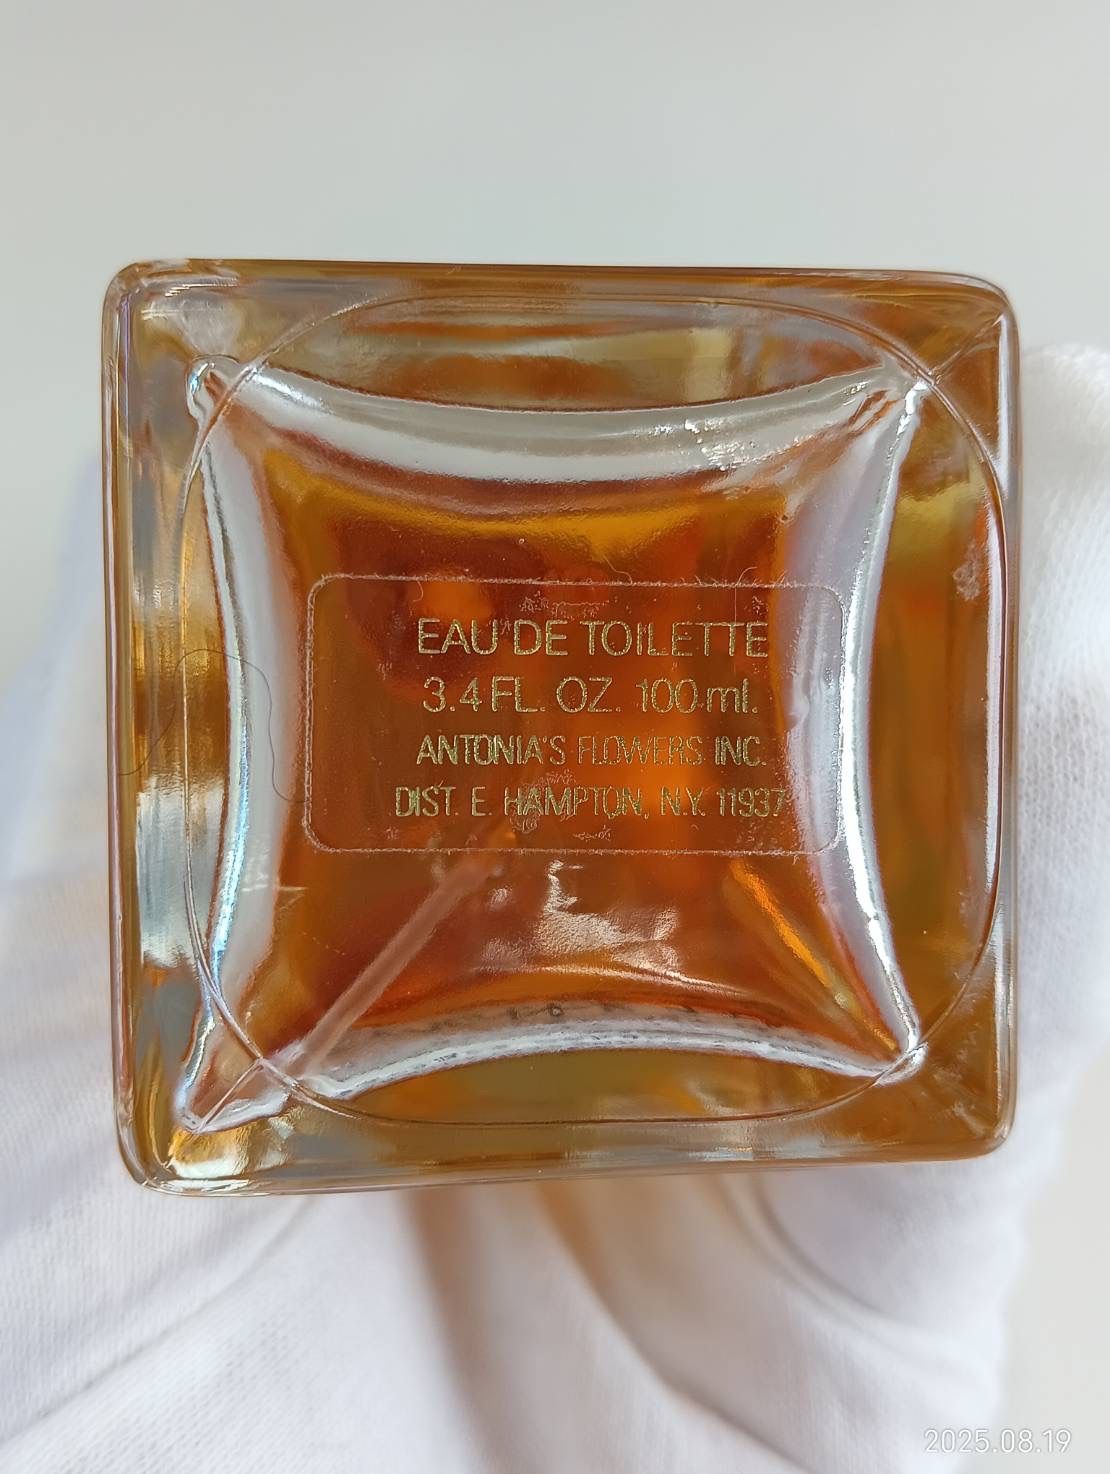 EAU DE TOILETTE
3.4 FL. OZ. 100 ml.
ANTONIA'S FLOWERS INC.
DIST. E. HAMPTON, N.Y. 11937
2025.08.19